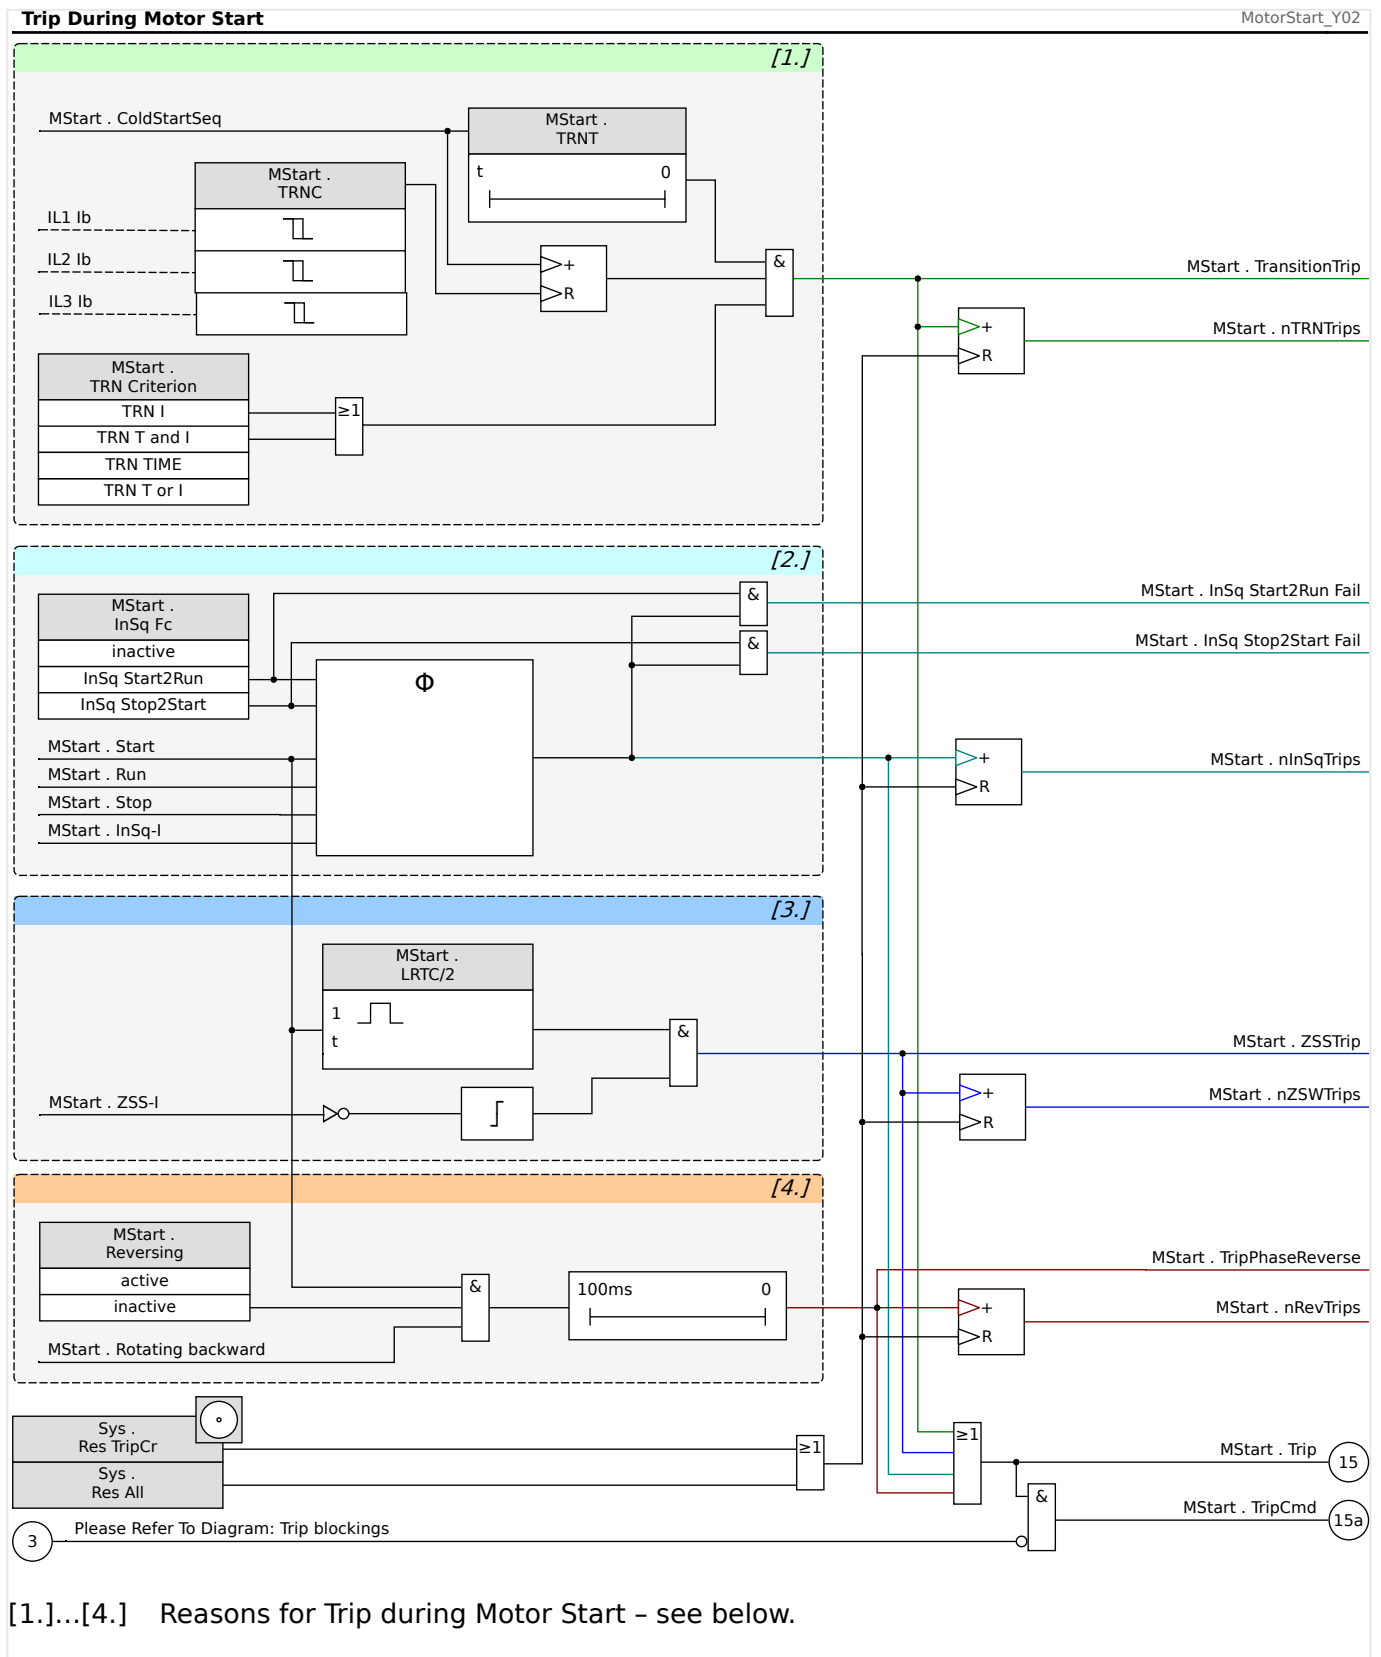 Trip During Motor Start
MotorStart_Y02
[1.]
MStart . ColdStartSeq
MStart .
TRNT
t
0
MStart .
TRNC
IL1 Ib
IL2 Ib
IL3 Ib
+
R
&
MStart . TransitionTrip
MStart . nTRNTrips
+
R
MStart .
TRN Criterion
TRN I
TRN T and I
TRN TIME
TRN T or I
≥1
[2.]
MStart .
InSq Fc
inactive
InSq Start2Run
InSq Stop2Start
Φ
&
&
MStart . InSq Start2Run Fail
MStart . InSq Stop2Start Fail
MStart . Start
MStart . Run
MStart . Stop
MStart . InSq-I
+
R
MStart . nInSqTrips
[3.]
MStart .
LRTC/2
1
t
&
MStart . ZSS-I
MStart . ZSSTrip
+
R
MStart . nZSWTrips
[4.]
MStart .
Reversing
active
inactive
MStart . Rotating backward
&
100ms
0
MStart . TripPhaseReverse
+
R
MStart . nRevTrips
Sys .
Res TripCr
Sys .
Res All
≥1
≥1
MStart . Trip
15
&
MStart . TripCmd
15a
3
Please Refer To Diagram: Trip blockings
[1.]...[4.] Reasons for Trip during Motor Start – see below.